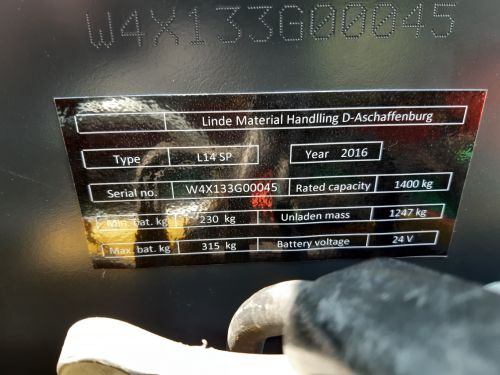 W4X133G00045
Linde Material Handlling D-Aschaffenburg
Type L14 SP Year 2016
Serial no. W4X133G00045 Rated capacity 1400 kg
Min. bat. kg 230 kg Unladen mass 1247 kg
Max. bat. kg 315 kg Battery voltage 24 V